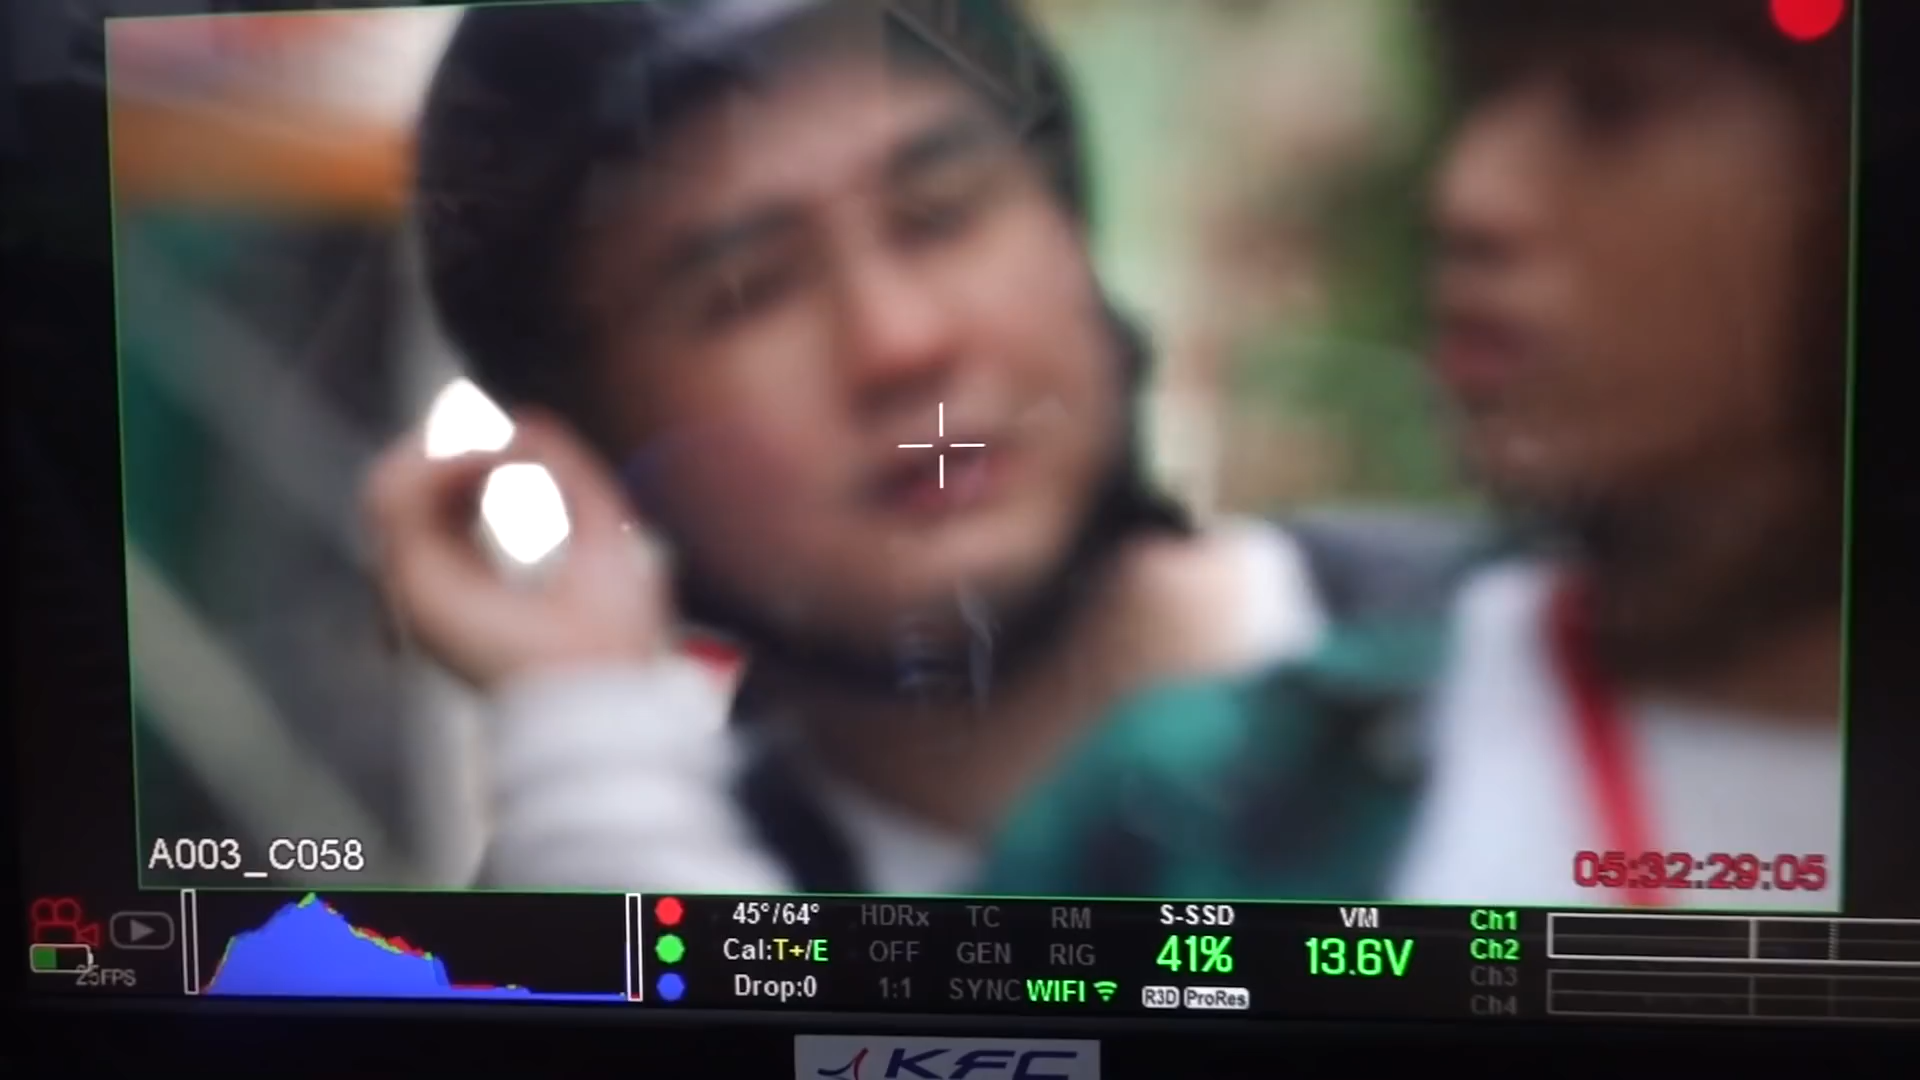 A003_C058
05:32:29:05
25FPS
45°/64°
Cal:T+/E
Drop:0
HDRx
OFF
1:1
TC
GEN
SYNC
RM
RIG
WIFI
S-SSD
41%
R3D ProRes
VM
13.6V
Ch1
Ch2
Ch3
Ch4
KFC